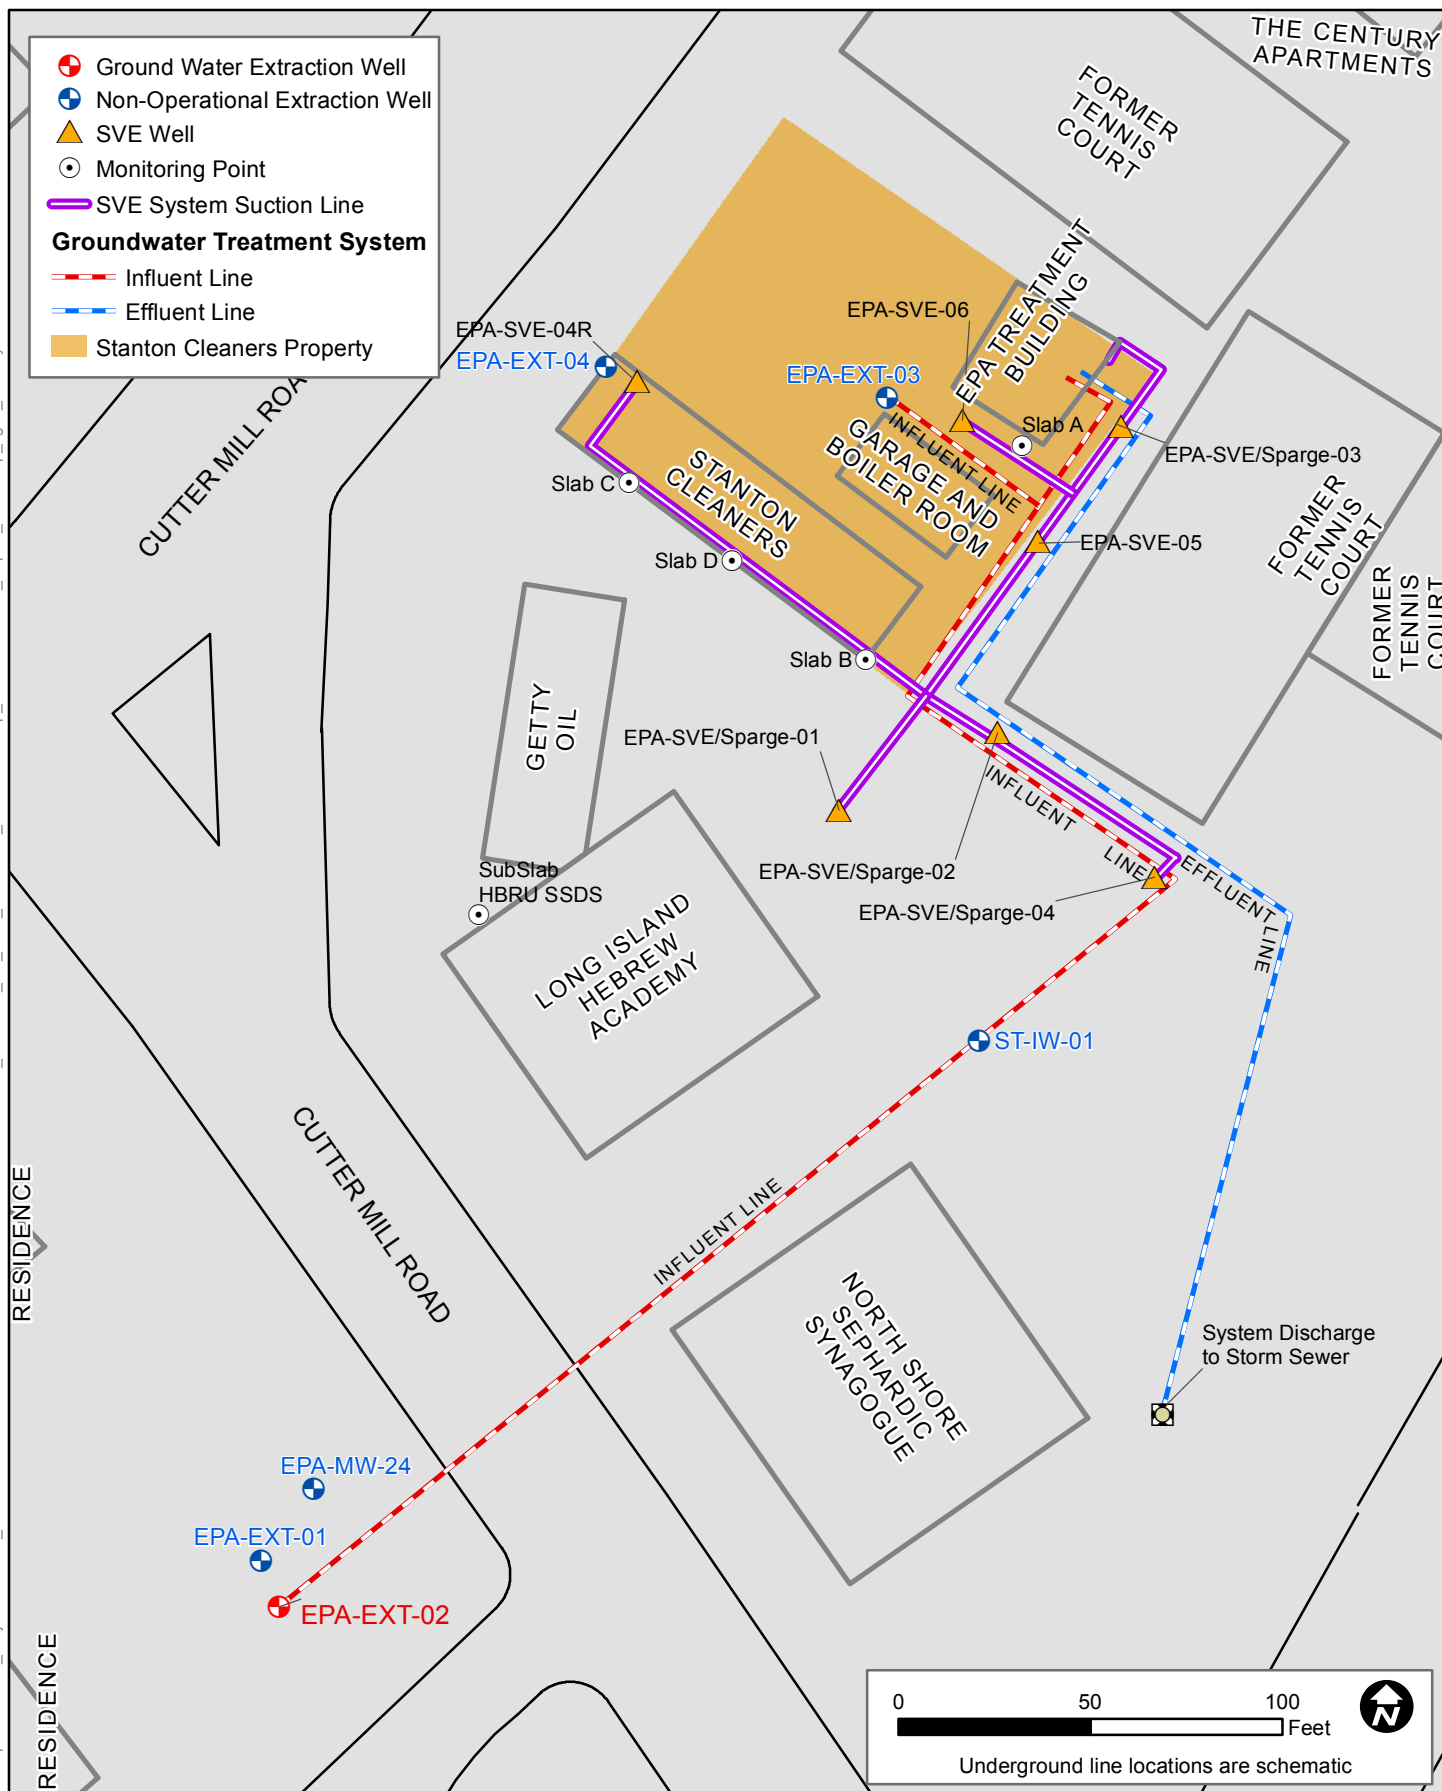 Ground Water Extraction Well
Non-Operational Extraction Well
SVE Well
Monitoring Point
SVE System Suction Line
Groundwater Treatment System
Influent Line
Effluent Line
Stanton Cleaners Property
THE CENTURY
APARTMENTS
FORMER
TENNIS
COURT
EPA TREATMENT
BUILDING
EPA-SVE-06
EPA-SVE-04R
EPA-EXT-04
EPA-EXT-03
CUTTER MILL ROA
INFLUENT LINE
GARAGE AND
BOILER ROOM
Slab A
EPA-SVE/Sparge-03
STANTON
CLEANERS
Slab C
Slab D
EPA-SVE-05
FORMER
TENNIS
COURT
FORMER
TENNIS
COURT
Slab B
GETTY
OIL
EPA-SVE/Sparge-01
INFLUENT
LINE
EPA-SVE/Sparge-02
EPA-SVE/Sparge-04
EFFLUENT
LINE
SubSlab
HBRU SSDS
LONG ISLAND
HEBREW
ACADEMY
ST-IW-01
CUTTER MILL ROAD
RESIDENCE
INFLUENT LINE
NORTH SHORE
SEPHARDIC
SYNAGOGUE
System Discharge
to Storm Sewer
EPA-MW-24
EPA-EXT-01
EPA-EXT-02
RESIDENCE
0 50 100
Feet
N
Underground line locations are schematic